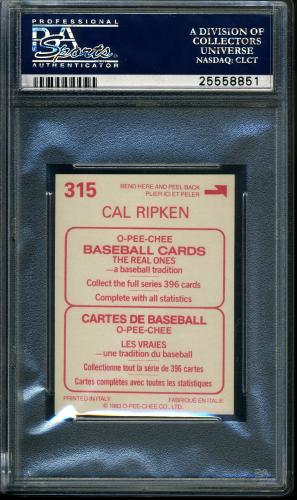 PROFESSIONAL
PSA
Sports
AUTHENTICATOR
A DIVISION OF
COLLECTORS
UNIVERSE
NASDAQ: CLCT
25558851
315
BEND HERE AND PEEL BACK
PLIER ICI ET PELER
CAL RIPKEN
O-PEE-CHEE
BASEBALL CARDS
THE REAL ONES
—a baseball tradition
Collect the full series 396 cards
Complete with all statistics
CARTES DE BASEBALL
O-PEE-CHEE
LES VRAIES
—une tradition du baseball
Collectionne tout la série de 396 cartes
Cartes complètes avec toutes les statistiques
PRINTED IN ITALY
FABRIQUÉ EN ITALIE
© 1983 O-PEE-CHEE CO., LTD.